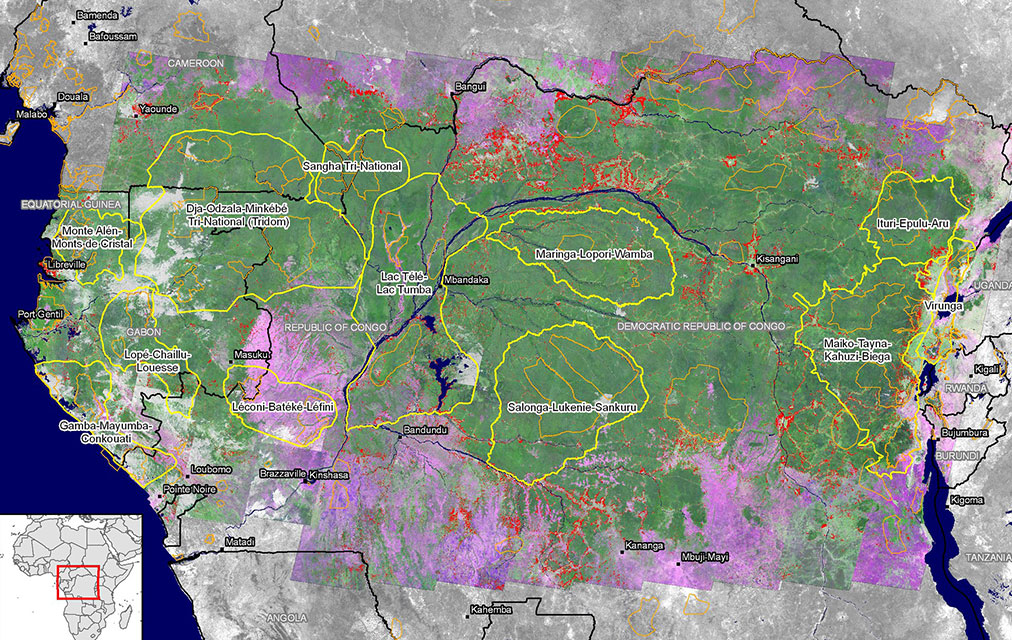 Bamenda
Bafoussam
CAMEROON
Bangui
Douala
Malabo
Yaounde
Sangha Tri-National
EQUATORIAL GUINEA
Dja-Odzala-Minkébé
Tri-National (Tridom)
Monte Alén-
Monts de Cristal
Ituri-Epulu-Aru
Libreville
Maringa-Lopori-Wamba
Kisangani
Lac Télé-
Lac Tumba
Mbandaka
UGANDA
Virunga
Port Gentil
GABON
REPUBLIC OF CONGO
DEMOCRATIC REPUBLIC OF CONGO
Maiko-Tayna-
Kahuzi-Biega
Lopé-Chaillu-
Louesse
Masuku
Kigali
RWANDA
Léconi-Batéké-Léfini
Salonga-Lukenie-Sankuru
Gamba-Mayumba-
Conkouati
Bandundu
Bujumbura
BURUNDI
Loubomo
Brazzaville
Kinshasa
Pointe Noire
Kigoma
Matadi
Kananga
Mbuji-Mayi
TANZANIA
Kahemba
ANGOLA